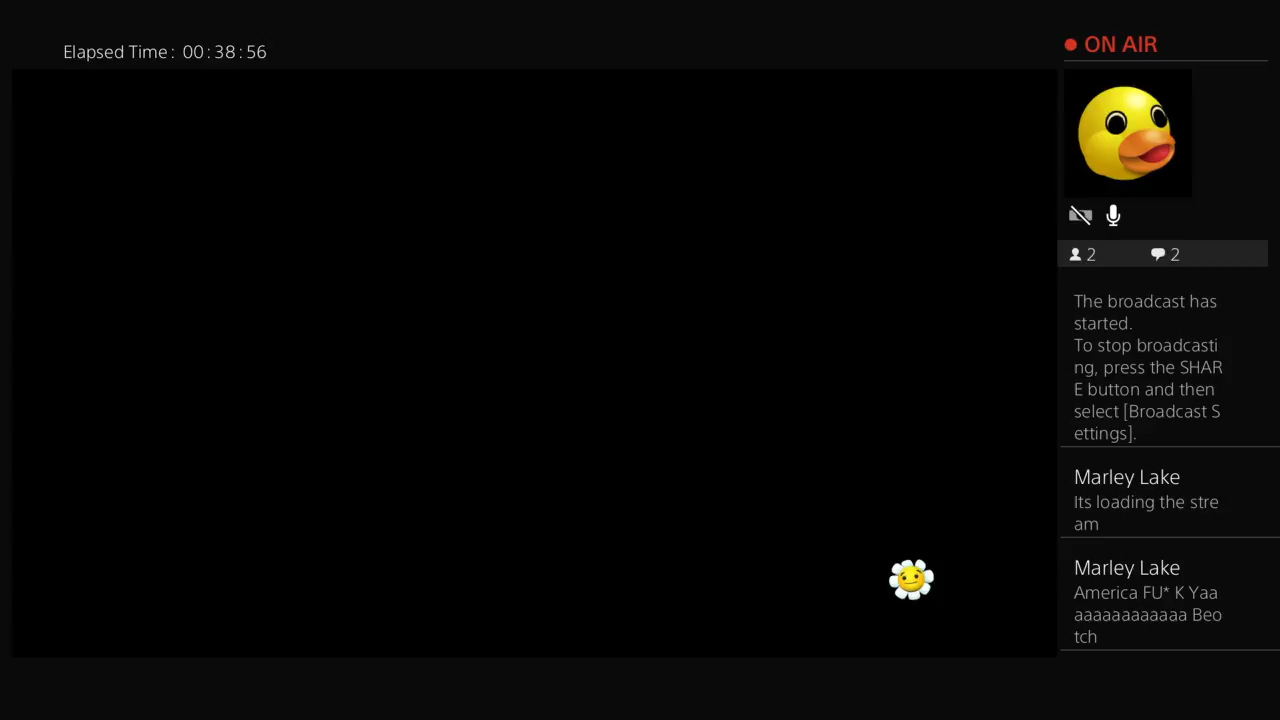 Elapsed Time: 00:38:56
ON AIR
2 2
The broadcast has
started.
To stop broadcasti
ng, press the SHAR
E button and then
select [Broadcast S
ettings].
Marley Lake
Its loading the stre
am
Marley Lake
America FU* K Yaa
aaaaaaaaaaaa Beo
tch